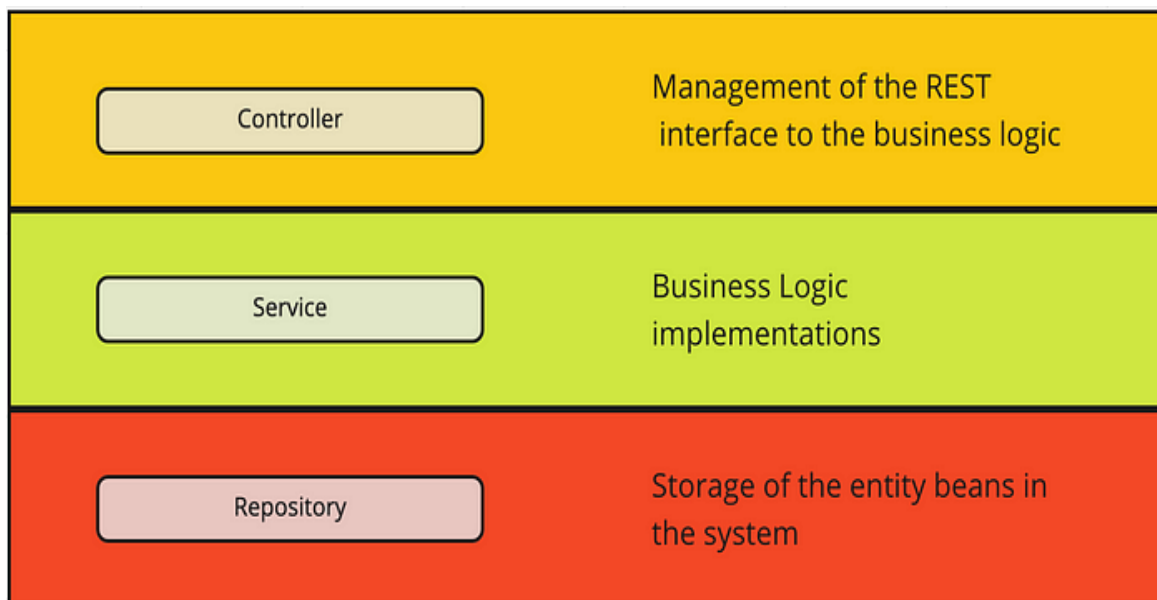 Controller
Management of the REST
interface to the business logic
Service
Business Logic
implementations
Repository
Storage of the entity beans in
the system